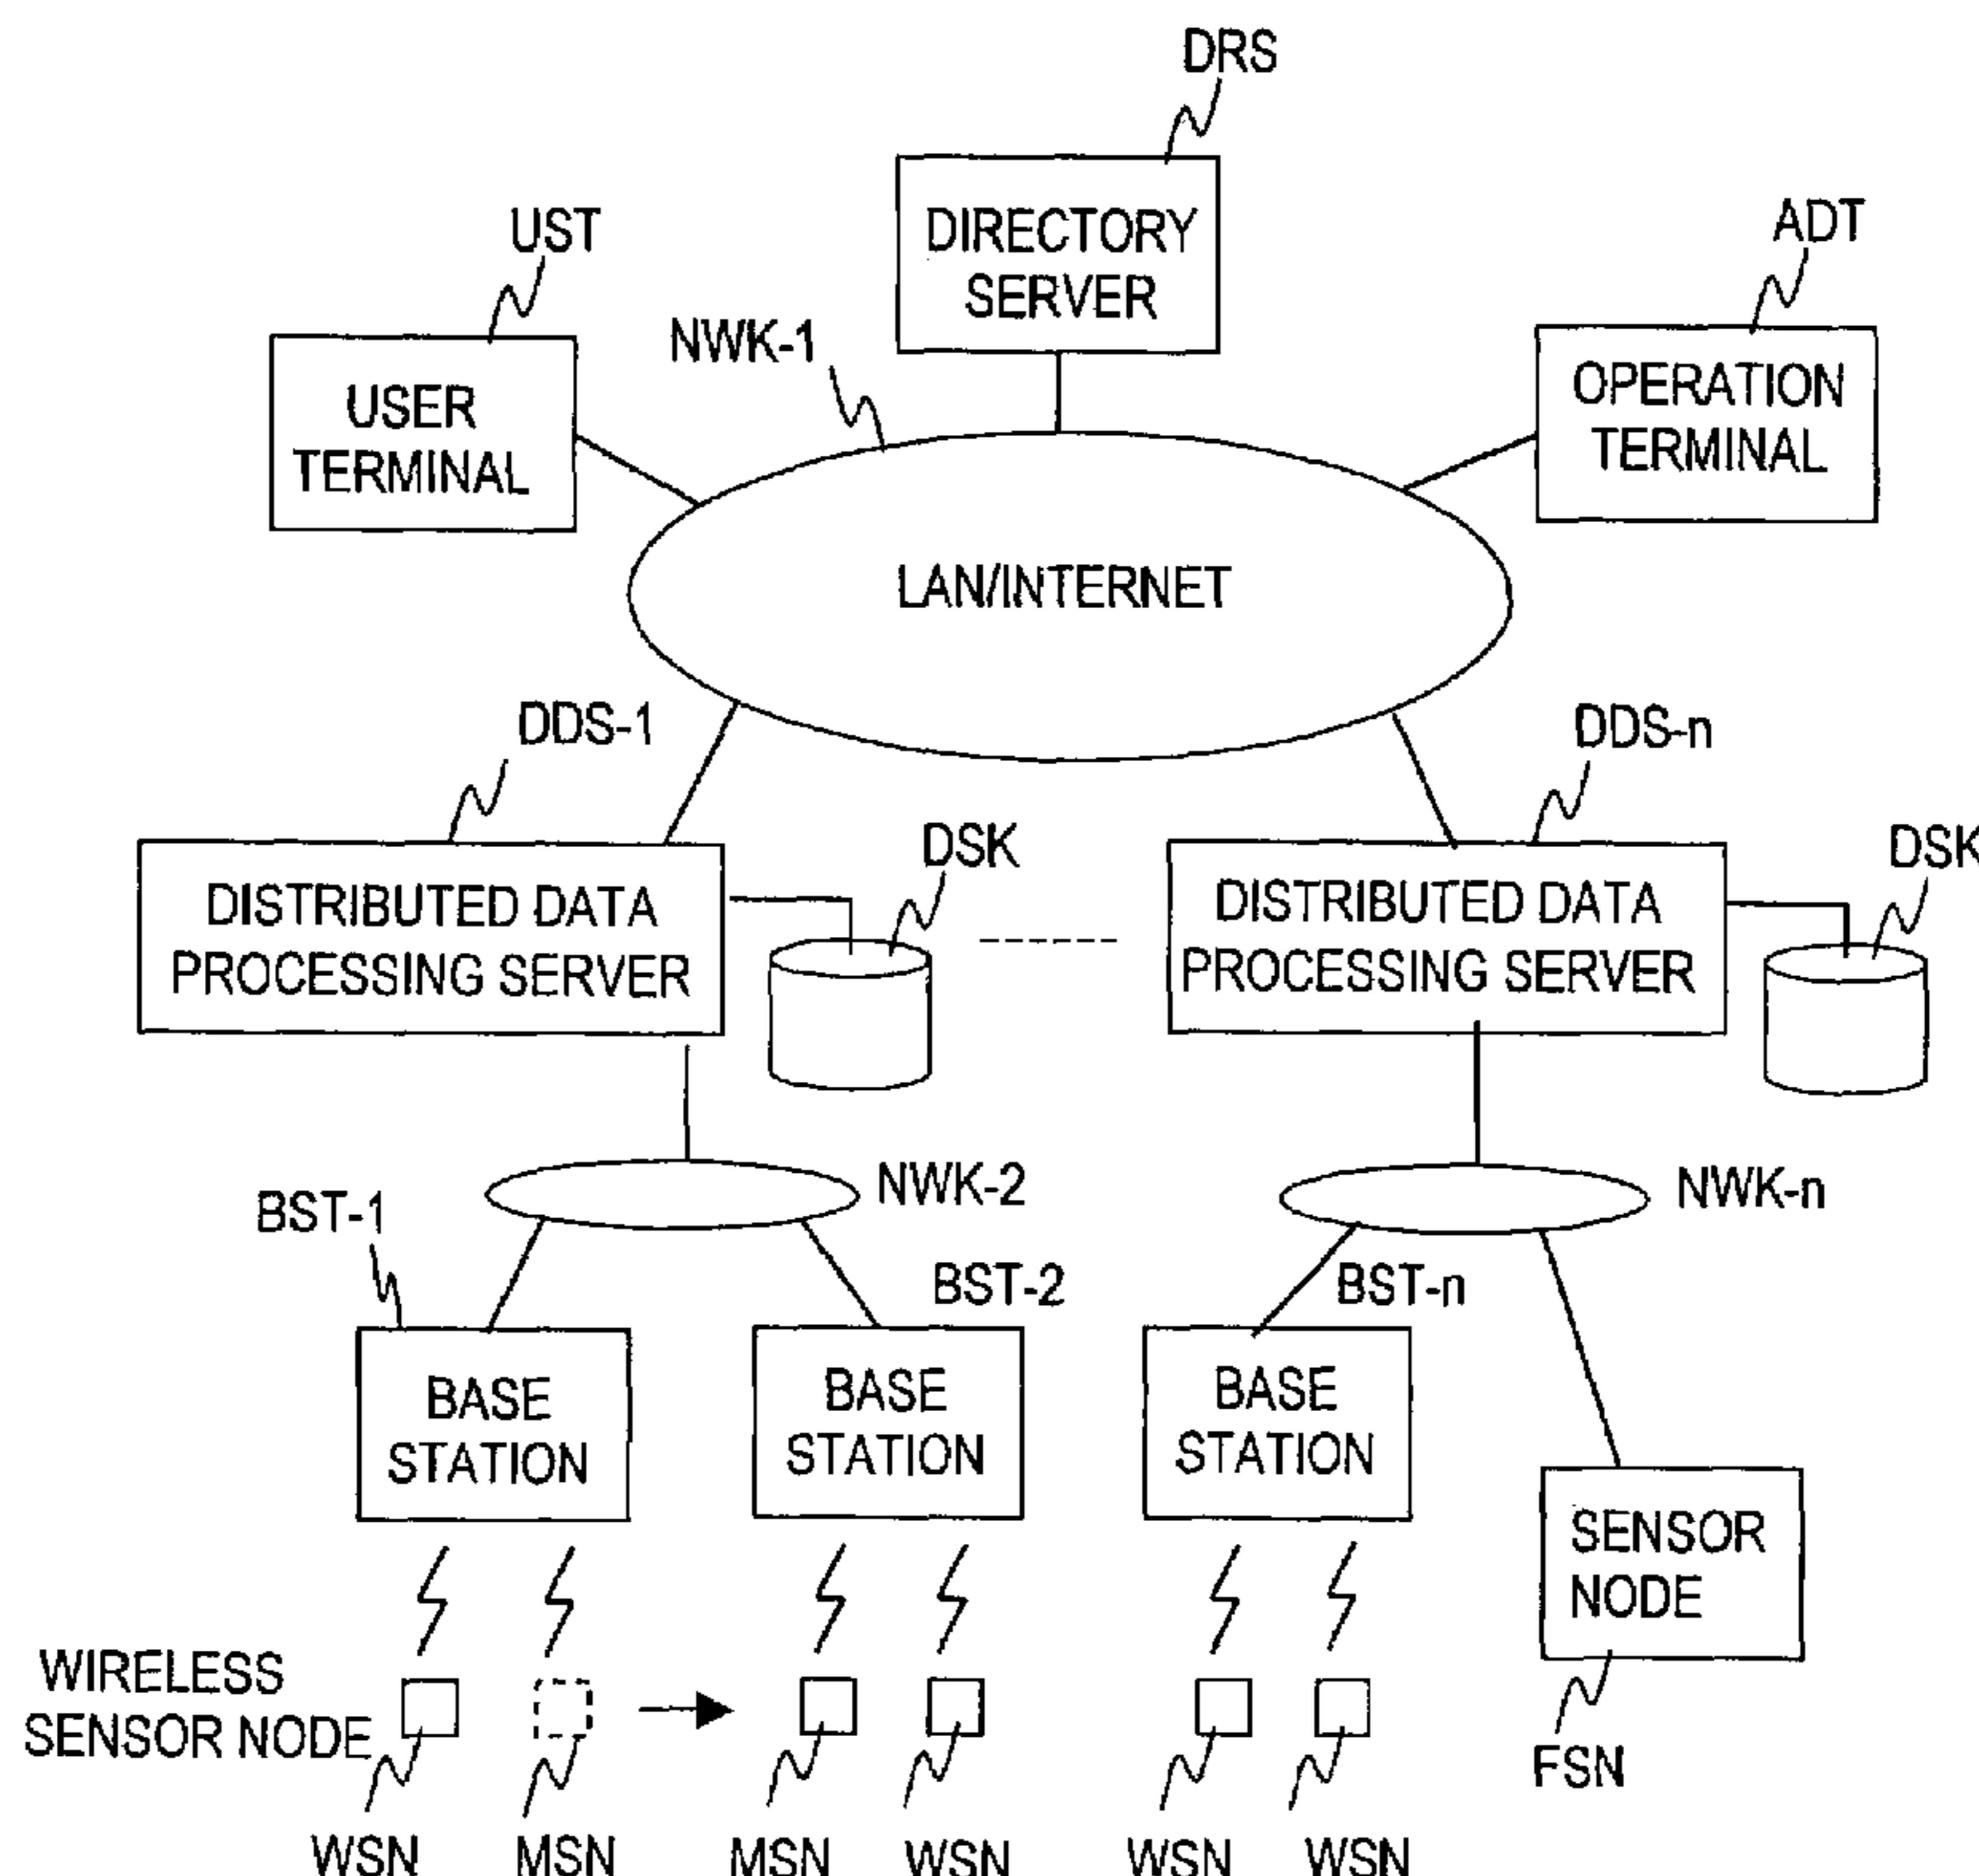 DRS
DIRECTORY
SERVER
UST
ADT
NWK-1
USER
TERMINAL
OPERATION
TERMINAL
LAN/INTERNET
DDS-1
DDS-n
DSK
DSK
DISTRIBUTED DATA
PROCESSING SERVER
DISTRIBUTED DATA
PROCESSING SERVER
NWK-2
NWK-n
BST-1
BST-2
BST-n
BASE
STATION
BASE
STATION
BASE
STATION
SENSOR
NODE
WIRELESS
SENSOR NODE
FSN
WSN
MSN
MSN
WSN
WSN
WSN